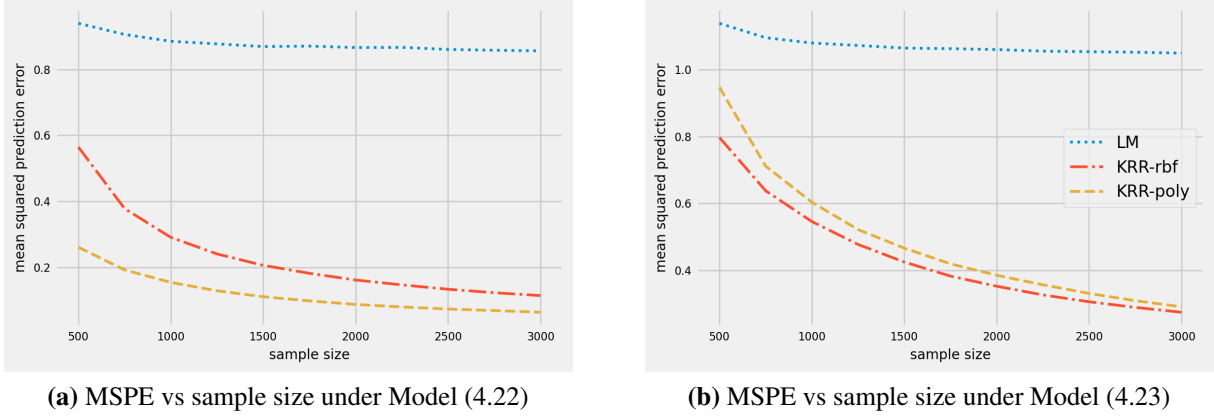 mean squared prediction error
0.8
0.6
0.4
0.2
500 1000 1500 2000 2500 3000
sample size
(a) MSPE vs sample size under Model (4.22)
mean squared prediction error
1.0
0.8
0.6
0.4
LM
KRR-rbf
KRR-poly
500 1000 1500 2000 2500 3000
sample size
(b) MSPE vs sample size under Model (4.23)